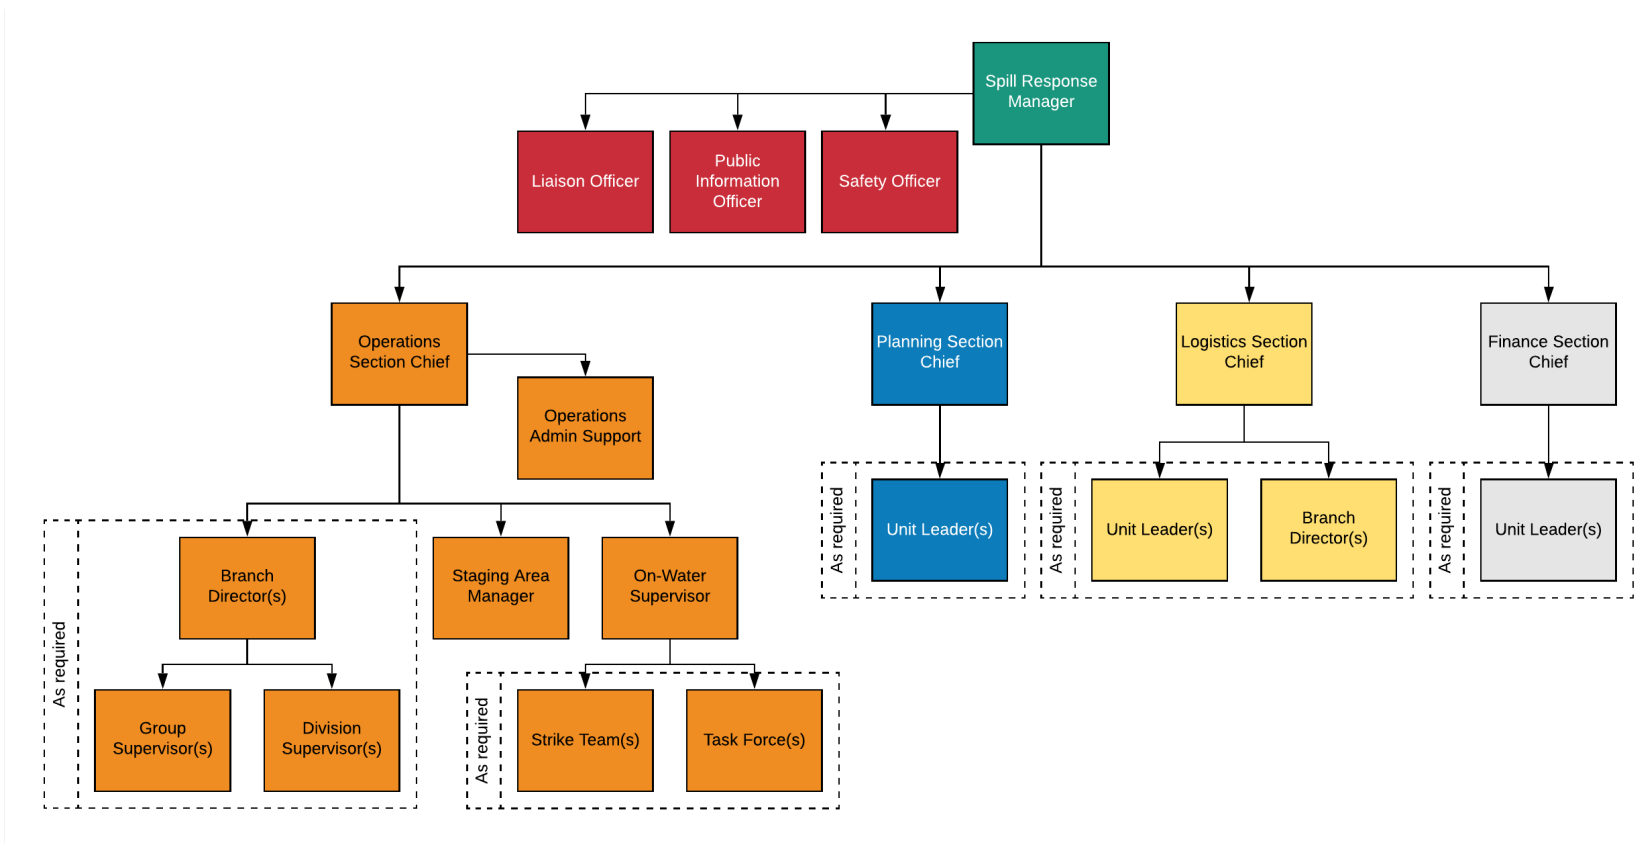 Spill Response
Manager
Liaison Officer
Public
Information
Officer
Safety Officer
Operations
Section Chief
Operations
Admin Support
Planning Section
Chief
Logistics Section
Chief
Finance Section
Chief
As required
Unit Leader(s)
As required
Unit Leader(s)
Branch
Director(s)
As required
Unit Leader(s)
As required
Branch
Director(s)
Staging Area
Manager
On-Water
Supervisor
Group
Supervisor(s)
Division
Supervisor(s)
As required
Strike Team(s)
Task Force(s)